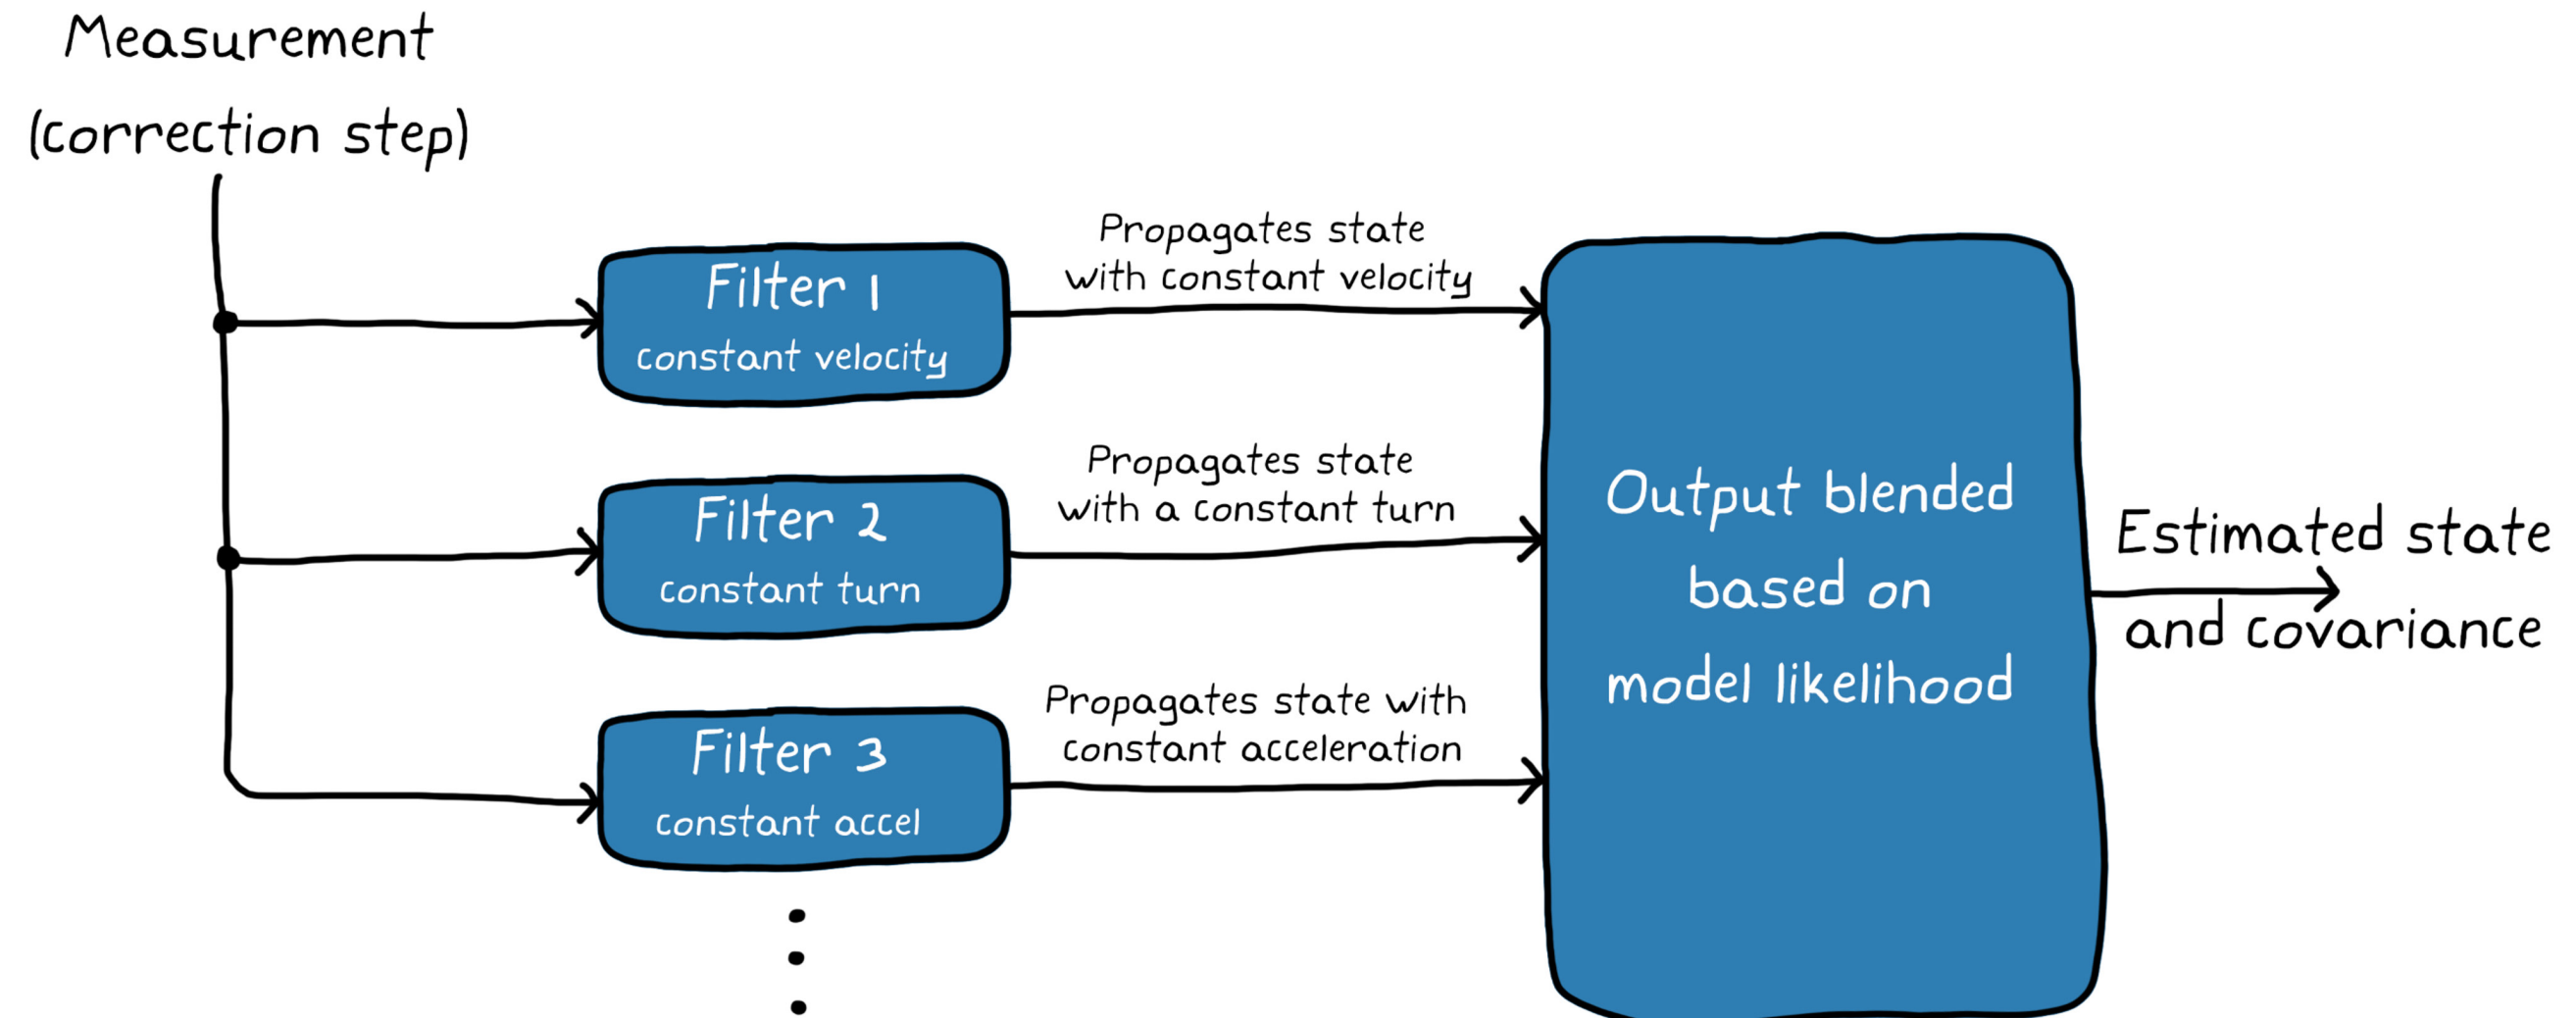 Measurement
(correction step)
Filter 1
constant velocity
Propagates state
with constant velocity
Filter 2
constant turn
Propagates state
with a constant turn
Filter 3
constant accel
Propagates state with
constant acceleration
Output blended
based on
model likelihood
Estimated state
and covariance